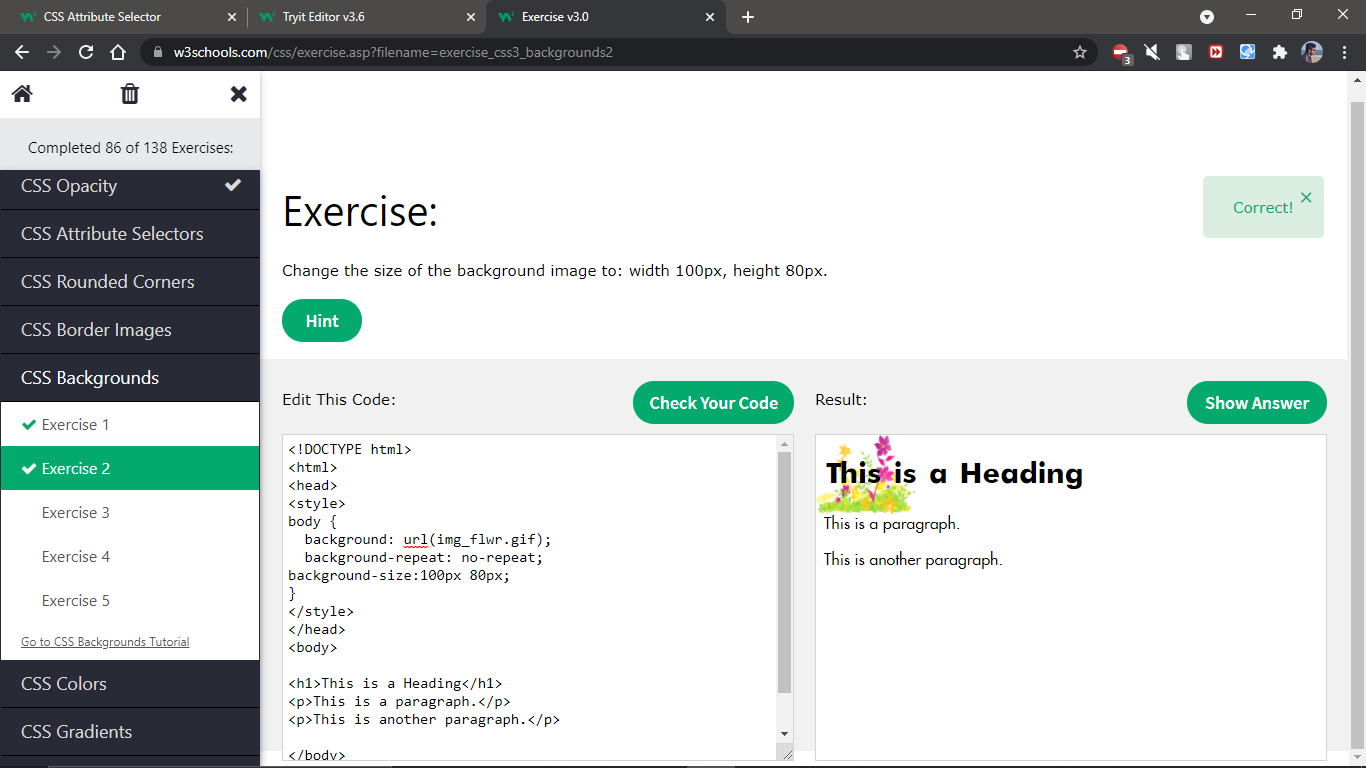 CSS Attribute Selector
Tryit Editor v3.6
Exercise v3.0
w3schools.com/css/exercise.asp?filename=exercise_css3_backgrounds2
3
Completed 86 of 138 Exercises:
CSS Opacity
CSS Attribute Selectors
CSS Rounded Corners
CSS Border Images
CSS Backgrounds
Exercise 1
Exercise 2
Exercise 3
Exercise 4
Exercise 5
Go to CSS Backgrounds Tutorial
CSS Colors
CSS Gradients
Exercise:
Correct!
Change the size of the background image to: width 100px, height 80px.
Hint
Edit This Code:
Check Your Code
<!DOCTYPE html>
<html>
<head>
<style>
body {
  background: url(img_flwr.gif);
  background-repeat: no-repeat;
background-size:100px 80px;
}
</style>
</head>
<body>
<h1>This is a Heading</h1>
<p>This is a paragraph.</p>
<p>This is another paragraph.</p>
</body>
Result:
Show Answer
This is a Heading
This is a paragraph.
This is another paragraph.